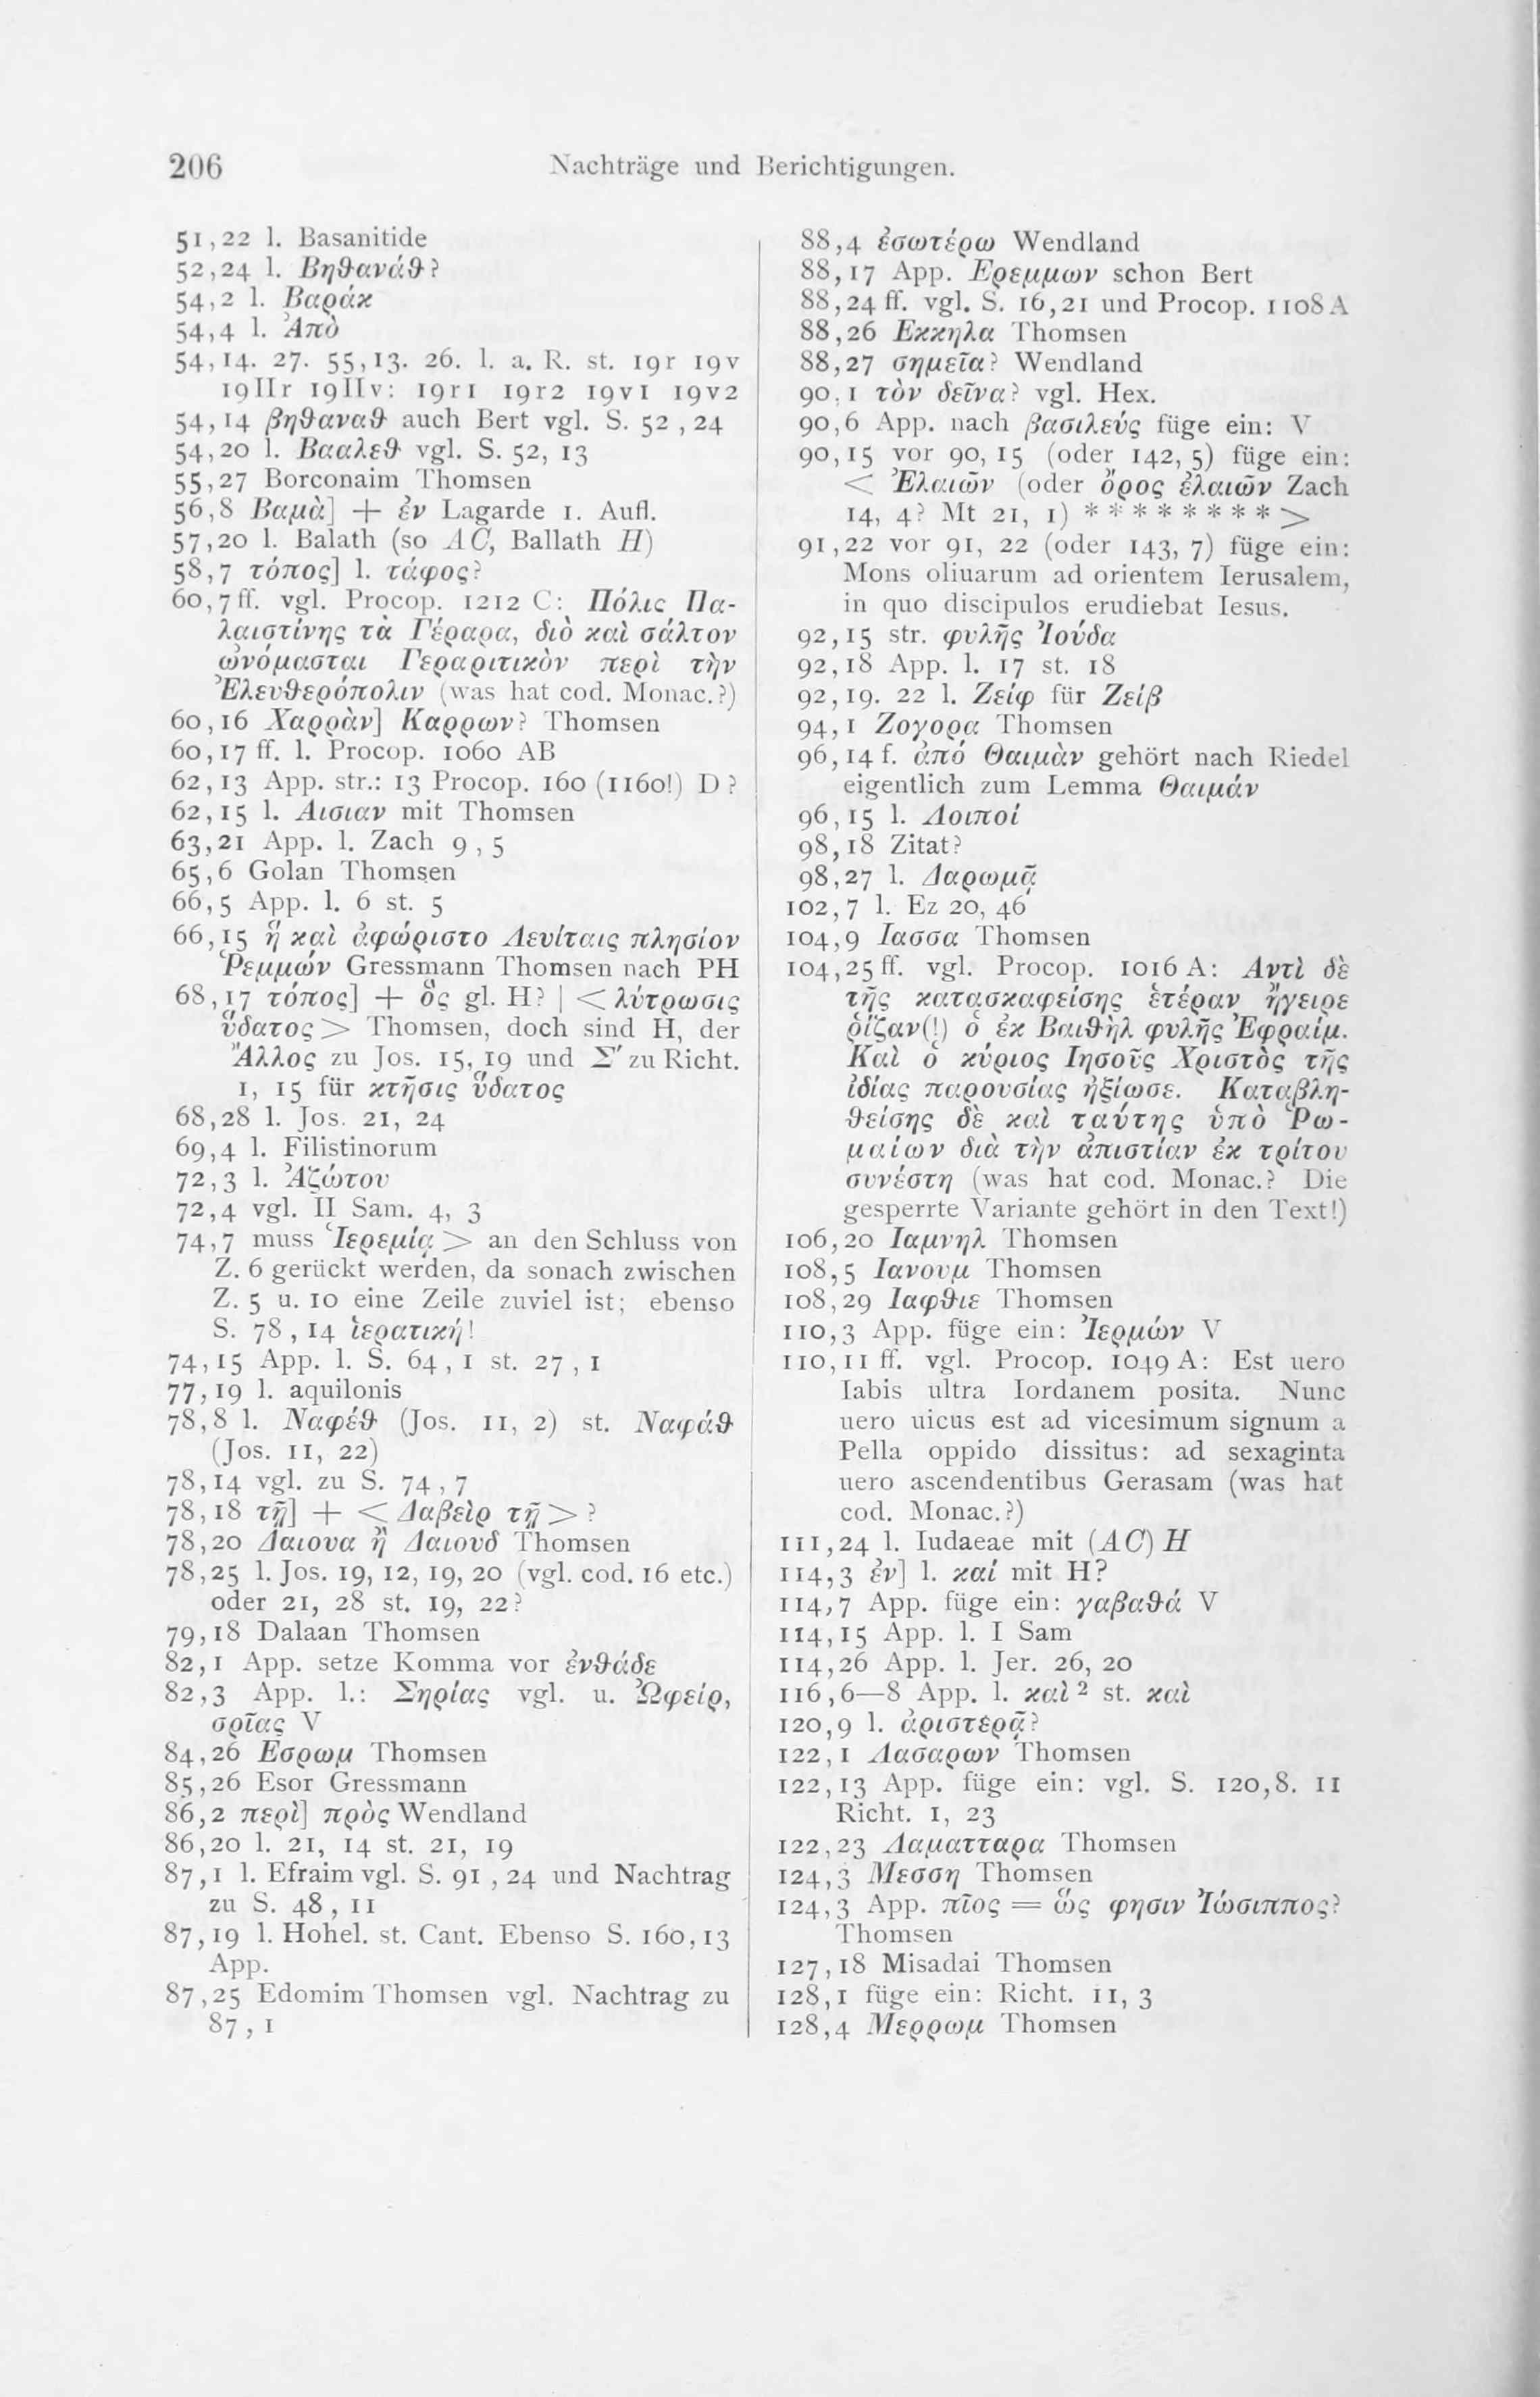 206
Nachträge und Berichtigungen.
51,22 l. Basanitide
52,24 l. Βηθανάθ?
54,2 l. Βαράκ
54,4 l. Ἀπὸ
54,14. 27. 55,13. 26. l. a. R. st. 19r 19v
19IIr 19IIv: 19r1 19r2 19v1 19v2
54,14 βηθαναθ auch Bert vgl. S. 52,24
54,20 l. Βααλεθ vgl. S. 52, 13
55,27 Borconaim Thomsen
56,8 Βαμὰ] + ἐν Lagarde 1. Aufl.
57,20 l. Balath (so AC, Ballath H)
58,7 τόπος] l. τάφος?
60,7ff. vgl. Procop. 1212 C: Πόλις Πα-
λαιστίνης τὰ Γέραρα, διὸ καὶ σάλτον
ὠνόμασται Γεραριτικὸν περὶ τὴν
Ἐλευθερόπολιν (was hat cod. Monac.?)
60,16 Χαρρὰν] Καρρων? Thomsen
60,17 ff. l. Procop. 1060 AB
62,13 App. str.: 13 Procop. 160 (1160!) D?
62,15 l. Αισιαν mit Thomsen
63,21 App. l. Zach 9,5
65,6 Golan Thomsen
66,5 App. l. 6 st. 5
66,15 ἣ καὶ ἀφώριστο Λευίταις πλησίον
Ῥεμμών Gressmann Thomsen nach PH
68,17 τόπος] + ὅς gl. H? | < λύτρωσις
ὕδατος > Thomsen, doch sind H, der
Ἄλλος zu Jos. 15,19 und Σ′ zu Richt.
1, 15 für κτῆσις ὕδατος
68,28 l. Jos. 21, 24
69,4 l. Filistinorum
72,3 l. Ἀζώτου
72,4 vgl. II Sam. 4, 3
74,7 muss Ἱερεμίᾳ > an den Schluss von
Z. 6 gerückt werden, da sonach zwischen
Z. 5 u. 10 eine Zeile zuviel ist; ebenso
S. 78,14 ἱερατική!
74,15 App. l. S. 64,1 st. 27,1
77,19 l. aquilonis
78,8 l. Ναφέθ (Jos. 11, 2) st. Ναφάθ
(Jos. 11, 22)
78,14 vgl. zu S. 74,7
78,18 τῇ] + < Δαβεὶρ τῇ > ?
78,20 Δαιουα ἢ Δαιουδ Thomsen
78,25 l. Jos. 19, 12, 19, 20 (vgl. cod. 16 etc.)
oder 21, 28 st. 19, 22?
79,18 Dalaan Thomsen
82,1 App. setze Komma vor ἐνθάδε
82,3 App. l.: Σηρίας vgl. u. Ὠφείρ,
σρῖας V
84,26 Εσρωμ Thomsen
85,26 Esor Gressmann
86,2 περὶ] πρὸς Wendland
86,20 l. 21, 14 st. 21, 19
87,1 l. Efraim vgl. S. 91,24 und Nachtrag
zu S. 48, 11
87,19 l. Hohel. st. Cant. Ebenso S. 160,13
App.
87,25 Edomim Thomsen vgl. Nachtrag zu
87,1
88,4 ἐσωτέρω Wendland
88,17 App. Ερεμμων schon Bert
88,24 ff. vgl. S. 16,21 und Procop. 1108 A
88,26 Εκκηλα Thomsen
88,27 σημεῖα? Wendland
90,1 τὸν δεῖνα? vgl. Hex.
90,6 App. nach βασιλεύς füge ein: V
90,15 vor 90, 15 (oder 142, 5) füge ein:
< Ἐλαιῶν (oder ὄρος ἐλαιῶν Zach
14, 4? Mt 21, 1) * * * * * * * * >
91,22 vor 91, 22 (oder 143, 7) füge ein:
Mons oliuarum ad orientem Ierusalem,
in quo discipulos erudiebat Iesus.
92,15 str. φυλῆς Ἰούδα
92,18 App. l. 17 st. 18
92,19. 22 l. Ζείφ für Ζείβ
94,1 Ζογορα Thomsen
96,14 f. ἀπό Θαιμὰν gehört nach Riedel
eigentlich zum Lemma Θαιμάν
96,15 l. Λοιποί
98,18 Zitat?
98,27 l. Δαρωμᾷ
102,7 l. Ez 20, 46
104,9 Ιασσα Thomsen
104,25 ff. vgl. Procop. 1016 A: Αντὶ δὲ
τῆς κατασκαφείσης ἑτέραν ἤγειρε
ῥίζαν(!) ὁ ἐκ Βαιθὴλ φυλῆς Ἐφραίμ.
Καὶ ὁ κύριος Ιησοῦς Χριστὸς τῆς
ἰδίας παρουσίας ἠξίωσε. Καταβλη-
θείσης δὲ καὶ ταύτης ὑπὸ Ῥω-
μαίων διὰ τὴν ἀπιστίαν ἐκ τρίτου
συνέστη (was hat cod. Monac.? Die
gesperrte Variante gehört in den Text!)
106,20 Ιαμνηλ Thomsen
108,5 Ιανουμ Thomsen
108,29 Ιαφθιε Thomsen
110,3 App. füge ein: Ἰερμών V
110,11 ff. vgl. Procop. 1049 A: Est uero
Iabis ultra Iordanem posita. Nunc
uero uicus est ad vicesimum signum a
Pella oppido dissitus: ad sexaginta
uero ascendentibus Gerasam (was hat
cod. Monac.?)
111,24 l. Iudaeae mit (AC) H
114,3 ἐν] l. καί mit H?
114,7 App. füge ein: γαβαθά V
114,15 App. l. I Sam
114,26 App. l. Jer. 26, 20
116,6—8 App. l. καὶ² st. καὶ
120,9 l. ἀριστερᾷ?
122,1 Λασαρων Thomsen
122,13 App. füge ein: vgl. S. 120,8. 11
Richt. 1, 23
122,23 Λαματταρα Thomsen
124,3 Μεσση Thomsen
124,3 App. πῖος = ὥς φησιν Ἰώσιππος?
Thomsen
127,18 Misadai Thomsen
128,1 füge ein: Richt. 11, 3
128,4 Μερρωμ Thomsen